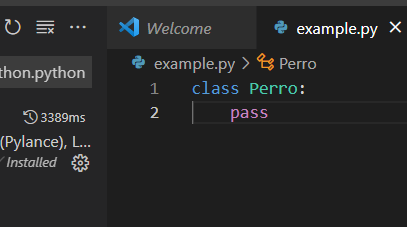 Welcome
example.py
thon.python
example.py > Perro
1 class Perro:
2 pass
3389ms
(Pylance), L...
Installed